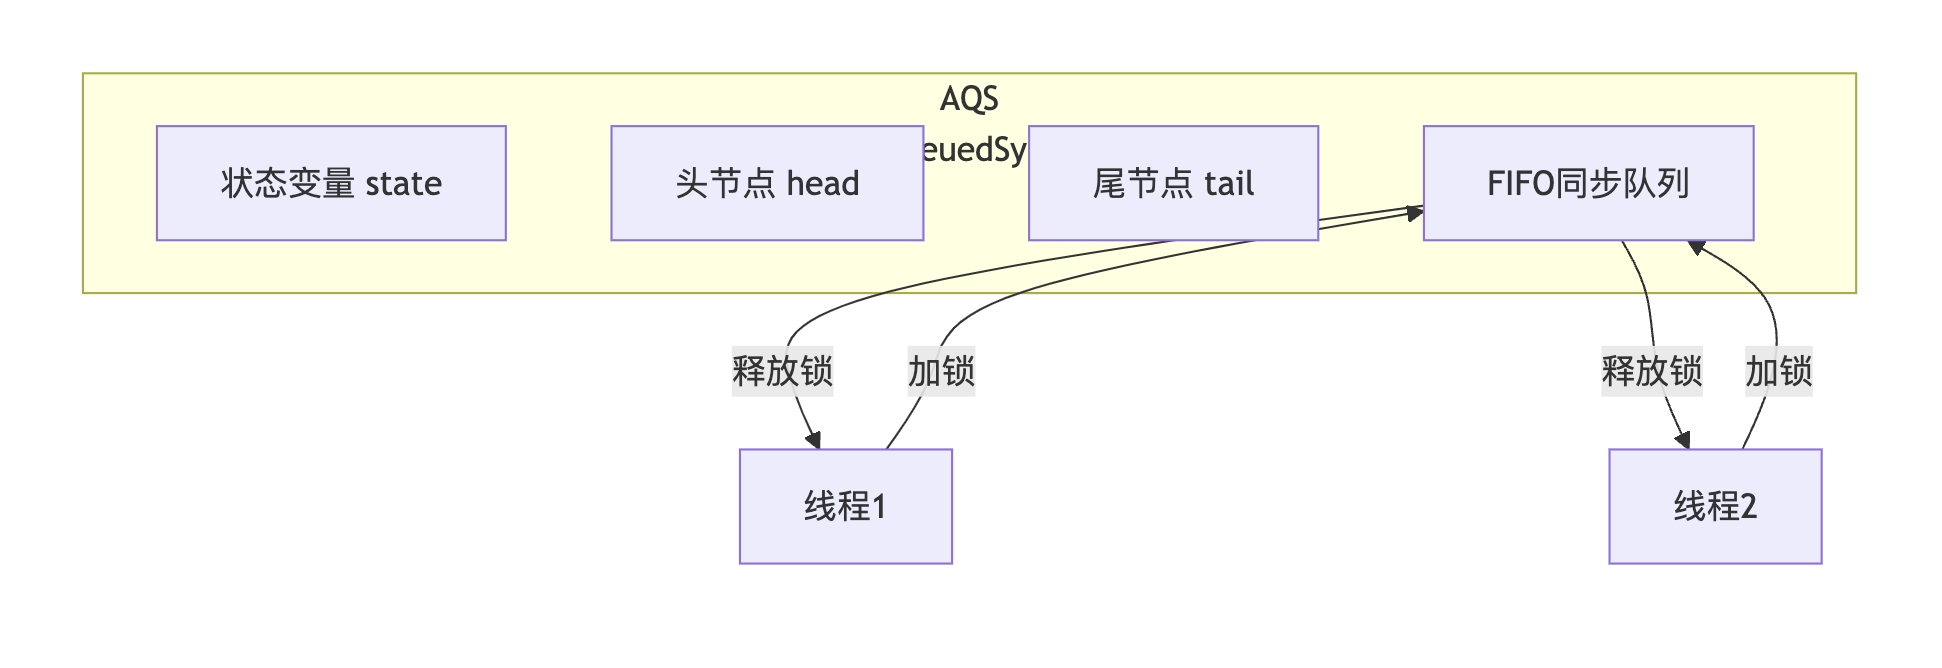 AQS
状态变量 state
头节点 head
euedSy
尾节点 tail
FIFO同步队列
释放锁
加锁
释放锁
加锁
线程1
线程2